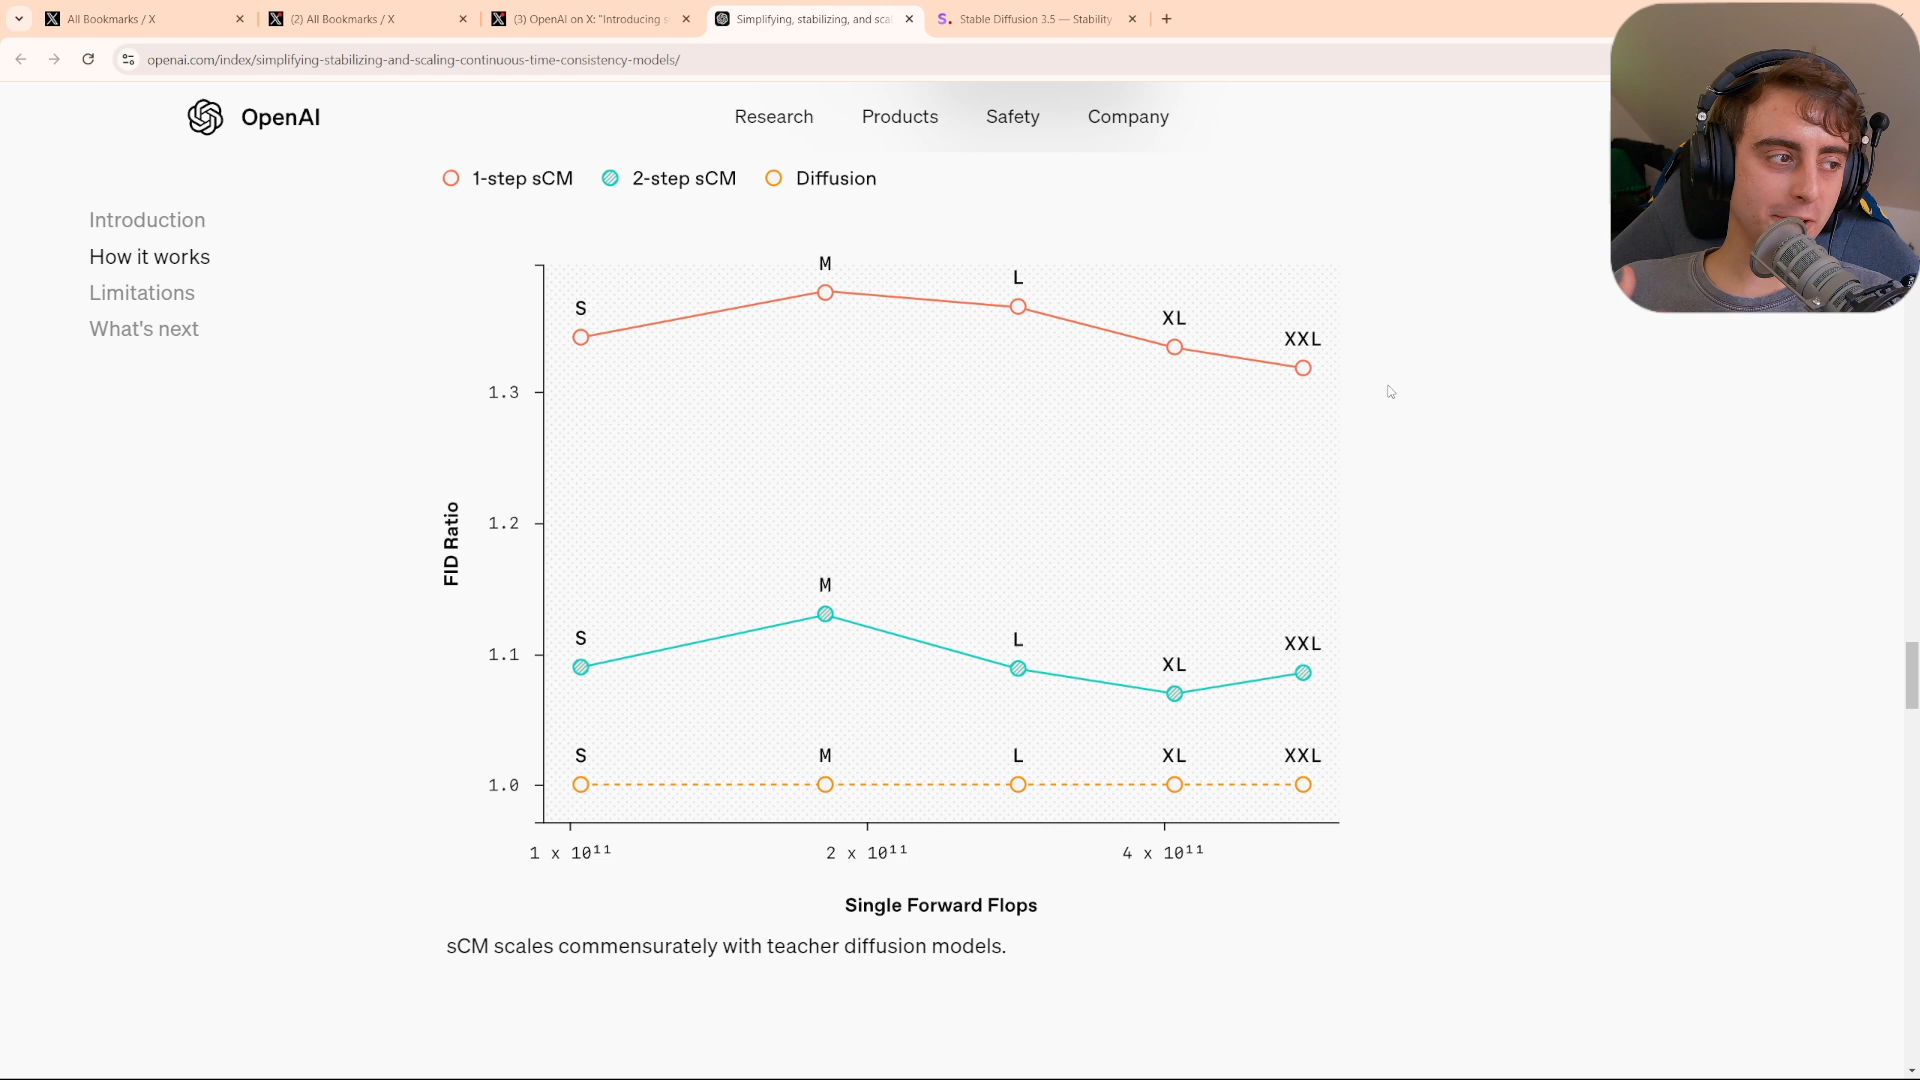 All Bookmarks / X
(2) All Bookmarks / X
(3) OpenAI on X: "Introducing s
Simplifying, stabilizing, and sca
S. Stable Diffusion 3.5 — Stability
openai.com/index/simplifying-stabilizing-and-scaling-continuous-time-consistency-models/
OpenAI
Research
Products
Safety
Company
Introduction
How it works
Limitations
What's next
1-step sCM
2-step sCM
Diffusion
S
M
L
XL
XXL
1.3
1.2
1.1
1.0
FID Ratio
S
M
L
XL
XXL
S
M
L
XL
XXL
1 x 10¹¹
2 x 10¹¹
4 x 10¹¹
Single Forward Flops
sCM scales commensurately with teacher diffusion models.